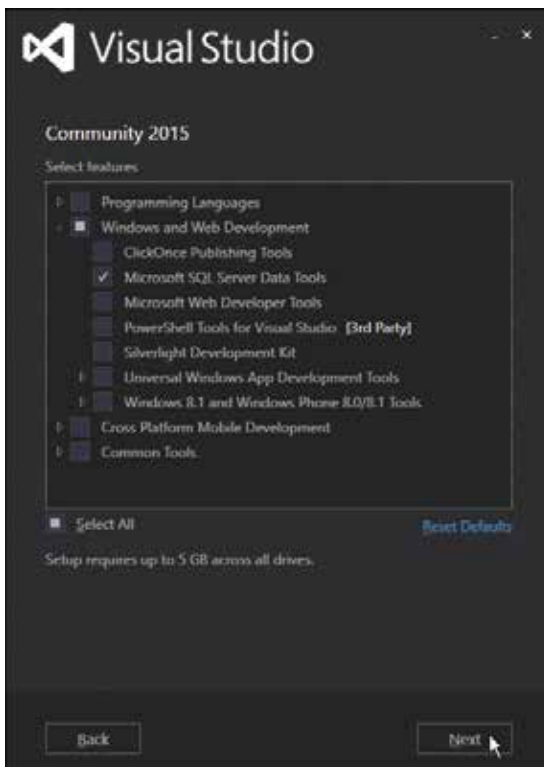 Visual Studio
Community 2015
Select features
Programming Languages
Windows and Web Development
ClickOnce Publishing Tools
Microsoft SQL Server Data Tools
Microsoft Web Developer Tools
PowerShell Tools for Visual Studio [3rd Party]
Silverlight Development Kit
Universal Windows App Development Tools
Windows 8.1 and Windows Phone 8.0/8.1 Tools
Cross Platform Mobile Development
Common Tools
Select All
Reset Defaults
Setup requires up to 5 GB across all drives.
Back
Next